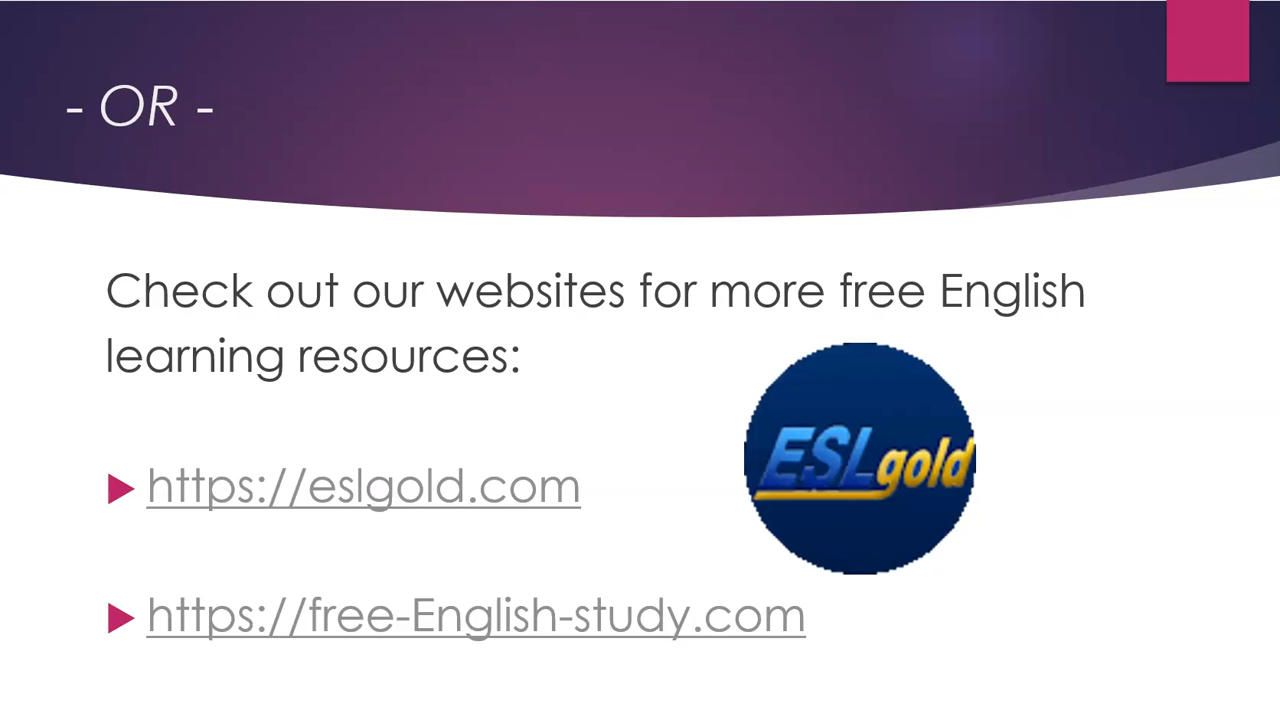 - OR -
Check out our websites for more free English
learning resources:
ESLgold
https://eslgold.com
https://free-English-study.com